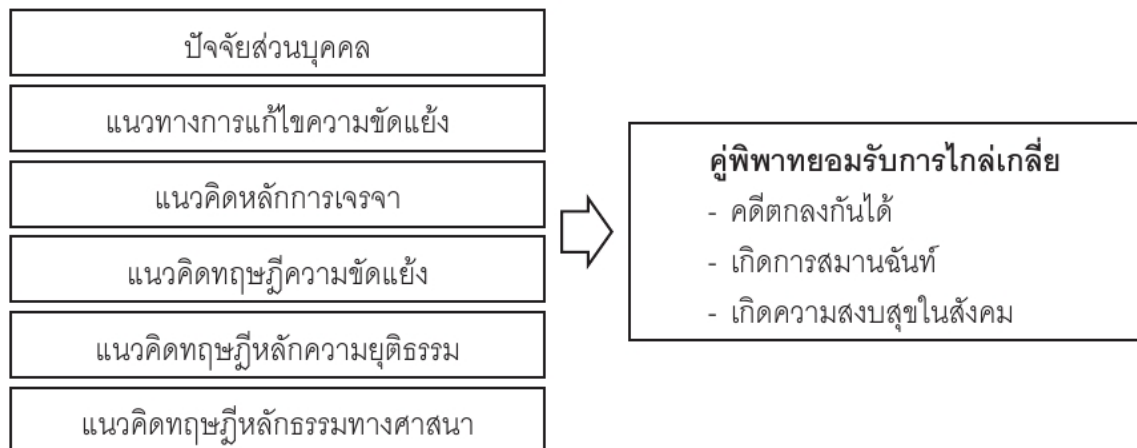 ปัจจัยส่วนบุคคล
แนวทางการแก้ไขความขัดแย้ง
แนวคิดหลักการเจรจา
แนวคิดทฤษฎีความขัดแย้ง
แนวคิดทฤษฎีหลักความยุติธรรม
แนวคิดทฤษฎีหลักธรรมทางศาสนา
คู่พิพาทยอมรับการไกล่เกลี่ย
- คดีตกลงกันได้
- เกิดการสมานฉันท์
- เกิดความสงบสุขในสังคม